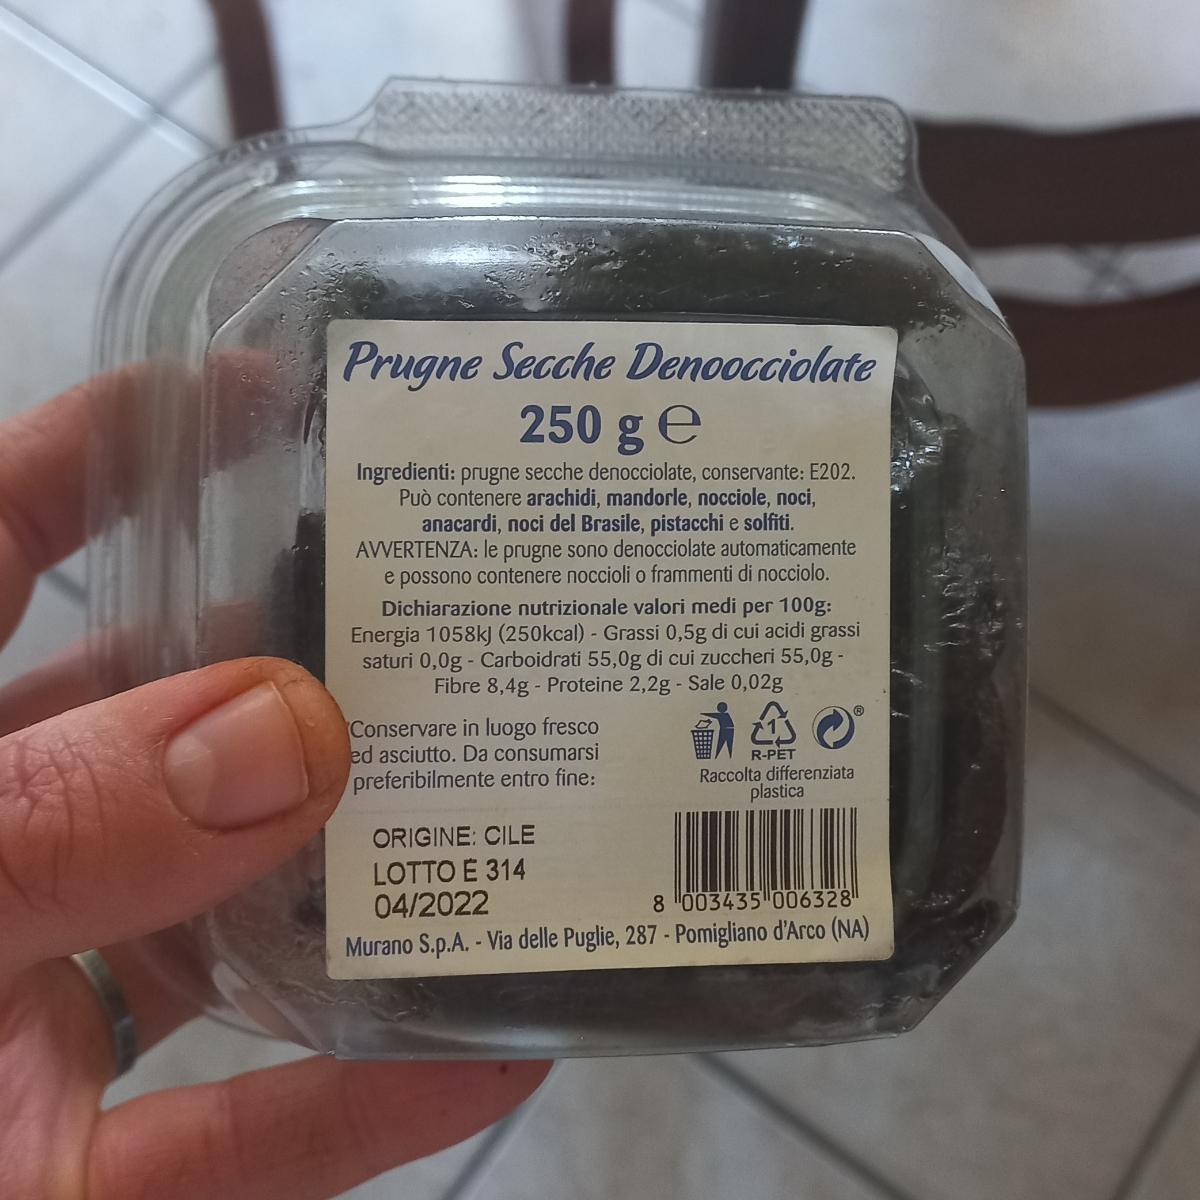 Prugne Secche Denoocciolate
250 g ℮
Ingredienti: prugne secche denocciolate, conservante: E202.
Può contenere arachidi, mandorle, nocciole, noci,
anacardi, noci del Brasile, pistacchi e solfiti.
AVVERTENZA: le prugne sono denocciolate automaticamente
e possono contenere noccioli o frammenti di nocciolo.
Dichiarazione nutrizionale valori medi per 100g:
Energia 1058kJ (250kcal) - Grassi 0,5g di cui acidi grassi
saturi 0,0g - Carboidrati 55,0g di cui zuccheri 55,0g -
Fibre 8,4g - Proteine 2,2g - Sale 0,02g
Conservare in luogo fresco
ed asciutto. Da consumarsi
preferibilmente entro fine:
1
R-PET
®
Raccolta differenziata
plastica
ORIGINE: CILE
LOTTO E 314
04/2022
8 003435 006328
Murano S.p.A. - Via delle Puglie, 287 - Pomigliano d'Arco (NA)